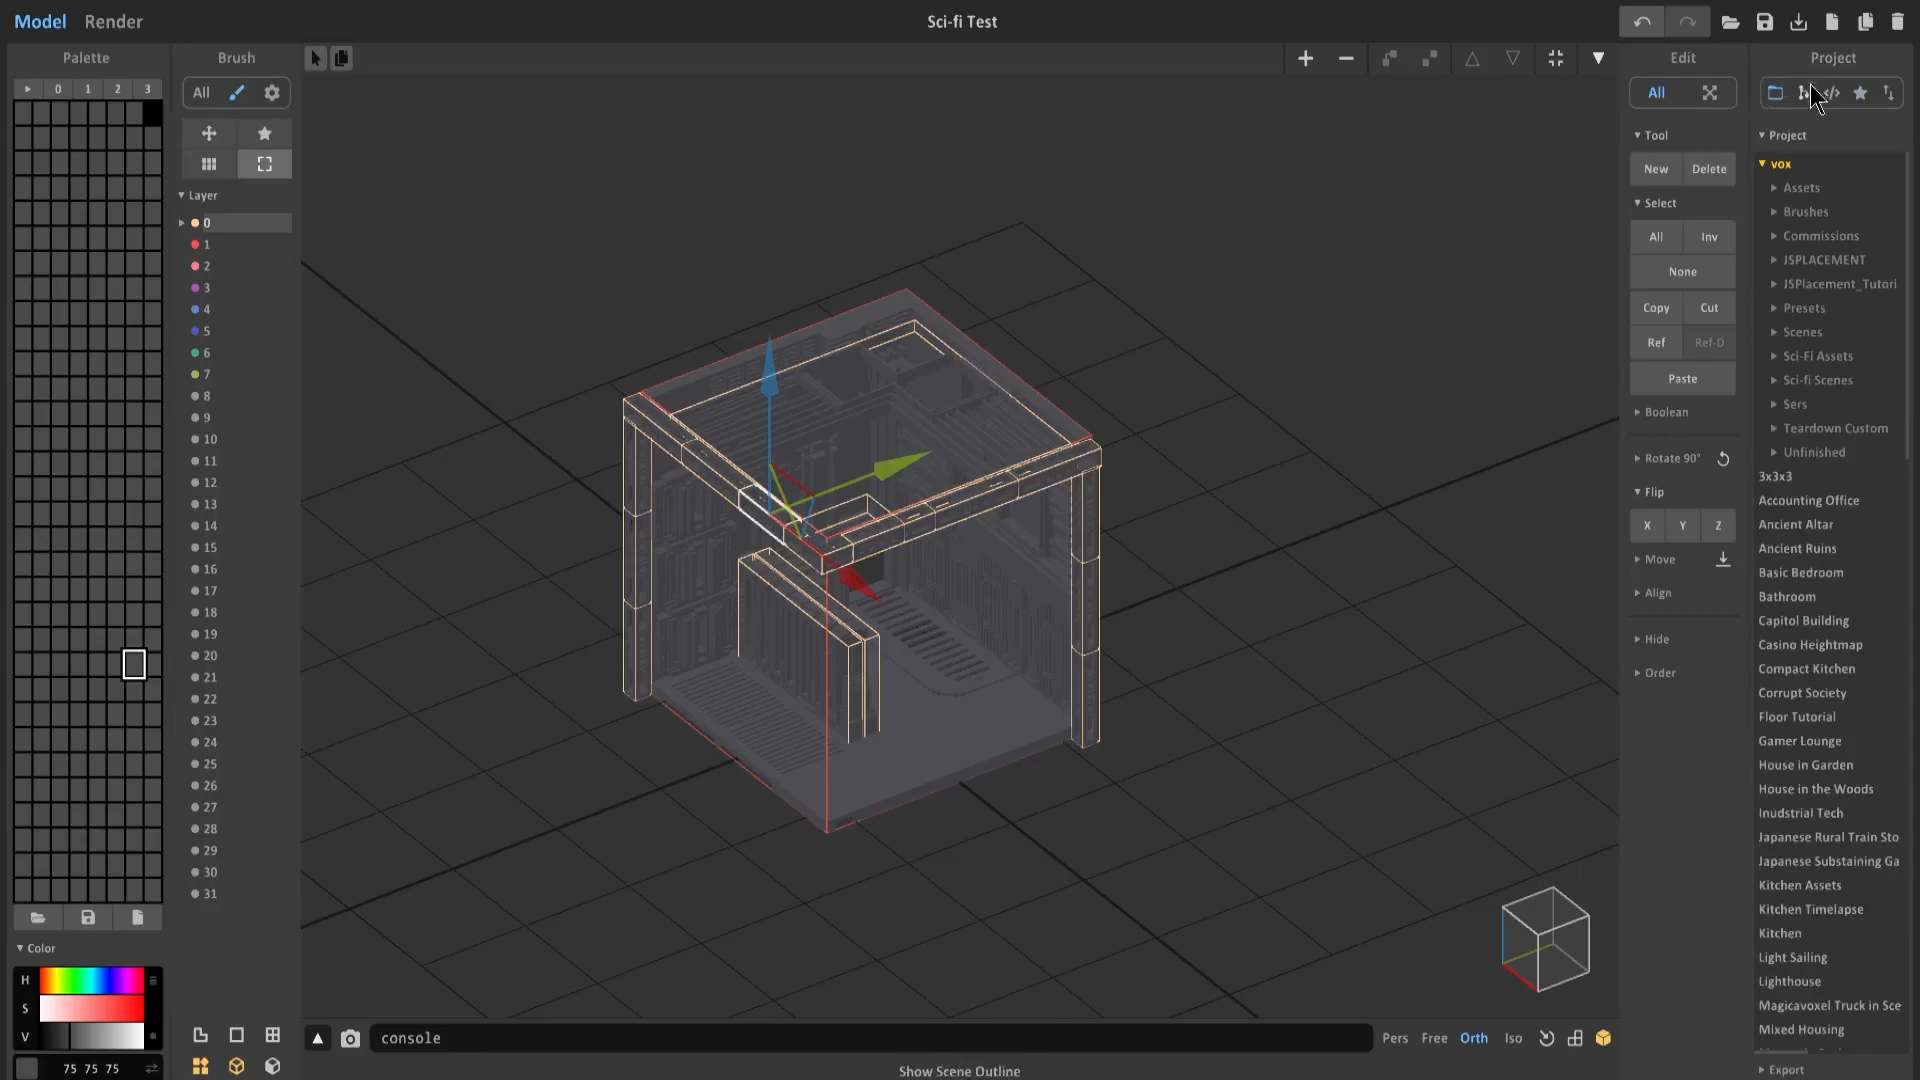 Model Render
Sci-fi Test
Palette
0 1 2 3
Color
H
S
V
75 75 75
Brush
All
Layer
0
1
2
3
4
5
6
7
8
9
10
11
12
13
14
15
16
17
18
19
20
21
22
23
24
25
26
27
28
29
30
31
console
Pers Free Orth Iso
Show Scene Outline
Edit
All
Tool
New Delete
Select
All Inv
None
Copy Cut
Ref Ref-D
Paste
Boolean
Rotate 90°
Flip
X Y Z
Move
Align
Hide
Order
Project
Project
vox
Assets
Brushes
Commissions
JSPLACEMENT
JSPlacement_Tutori
Presets
Scenes
Sci-Fi Assets
Sci-fi Scenes
Sers
Teardown Custom
Unfinished
3x3x3
Accounting Office
Ancient Altar
Ancient Ruins
Basic Bedroom
Bathroom
Capitol Building
Casino Heightmap
Compact Kitchen
Corrupt Society
Floor Tutorial
Gamer Lounge
House in Garden
House in the Woods
Inudstrial Tech
Japanese Rural Train Sto
Japanese Substaining Ga
Kitchen Assets
Kitchen Timelapse
Kitchen
Light Sailing
Lighthouse
Magicavoxel Truck in Sce
Mixed Housing
Export